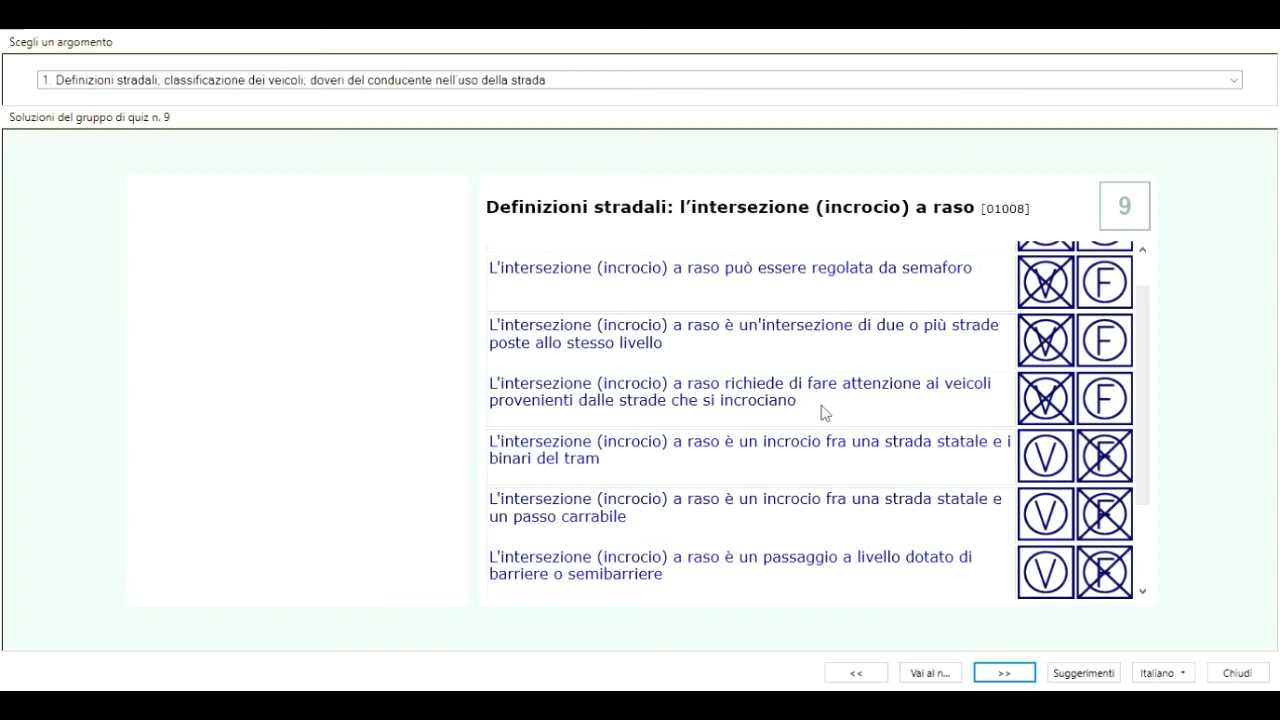 Scegli un argomento
1. Definizioni stradali; classificazione dei veicoli; doveri del conducente nell'uso della strada
Soluzioni del gruppo di quiz n. 9
Definizioni stradali: l’intersezione (incrocio) a raso [01008]
9
L'intersezione (incrocio) a raso può essere regolata da semaforo
V F
L'intersezione (incrocio) a raso è un'intersezione di due o più strade
poste allo stesso livello
V F
L'intersezione (incrocio) a raso richiede di fare attenzione ai veicoli
provenienti dalle strade che si incrociano
V F
L'intersezione (incrocio) a raso è un incrocio fra una strada statale e i
binari del tram
V F
L'intersezione (incrocio) a raso è un incrocio fra una strada statale e
un passo carrabile
V F
L'intersezione (incrocio) a raso è un passaggio a livello dotato di
barriere o semibarriere
V F
<< Vai al n... >> Suggerimenti Italiano Chiudi